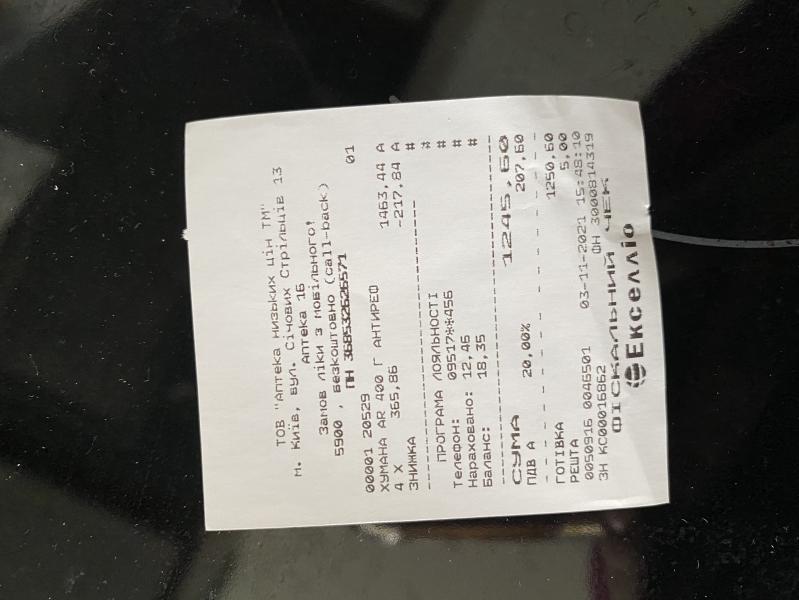 ТОВ "Аптека низьких цін ТМ"
м. Київ, вул. Січових Стрільців 13
Аптека 16
Замов ліки з мобільного!
5900 , безкоштовно (call-back)
ПН 368532626571
00001 20529 01
ХУМАНА AR 400 Г АНТИРЕФ
4 X 365,86 1463,44 А
ЗНИЖКА -217,84 А
------------------------ #
ПРОГРАМА ЛОЯЛЬНОСТІ #
Телефон: 09517**456 #
Нараховано: 12,46 #
Баланс: 18,35 #
------------------------
СУМА 1245,60
ПДВ А 20,00% 207,60
- - - - - - - - - - - -
ГОТІВКА 1250,60
РЕШТА 5,00
0050916 0046501 03-11-2021 15:48:10
ЗН КС00016862 ФН 3000814319
ФІСКАЛЬНИЙ ЧЕК
Екселліо